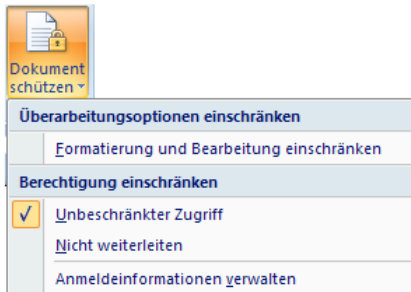 Dokument
schützen
Überarbeitungsoptionen einschränken
Formatierung und Bearbeitung einschränken
Berechtigung einschränken
Unbeschränkter Zugriff
Nicht weiterleiten
Anmeldeinformationen verwalten